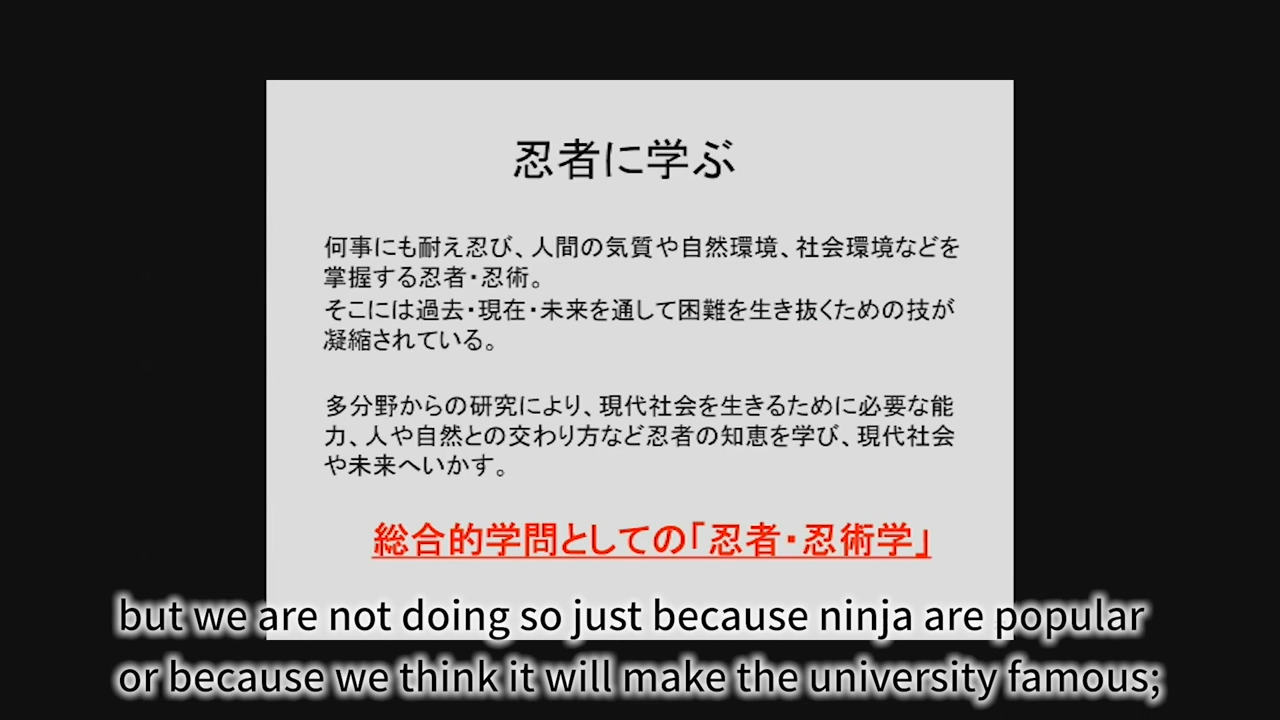 忍者に学ぶ
何事にも耐え忍び、人間の気質や自然環境、社会環境などを
掌握する忍者・忍術。
そこには過去・現在・未来を通して困難を生き抜くための技が
凝縮されている。
多分野からの研究により、現代社会を生きるために必要な能
力、人や自然との交わり方など忍者の知恵を学び、現代社会
や未来へいかす。
総合的学問としての「忍者・忍術学」
but we are not doing so just because ninja are popular
or because we think it will make the university famous;